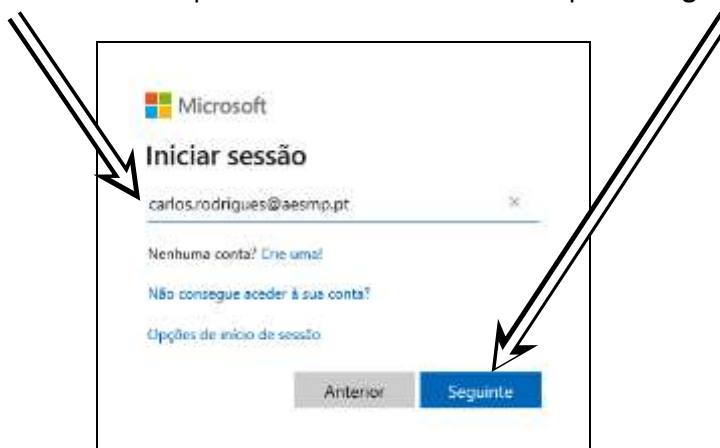 Microsoft
Iniciar sessão
carlos.rodrigues@aesmp.pt
Nenhuma conta? Crie uma!
Não consegue aceder à sua conta?
Opções de início de sessão
Anterior Seguinte